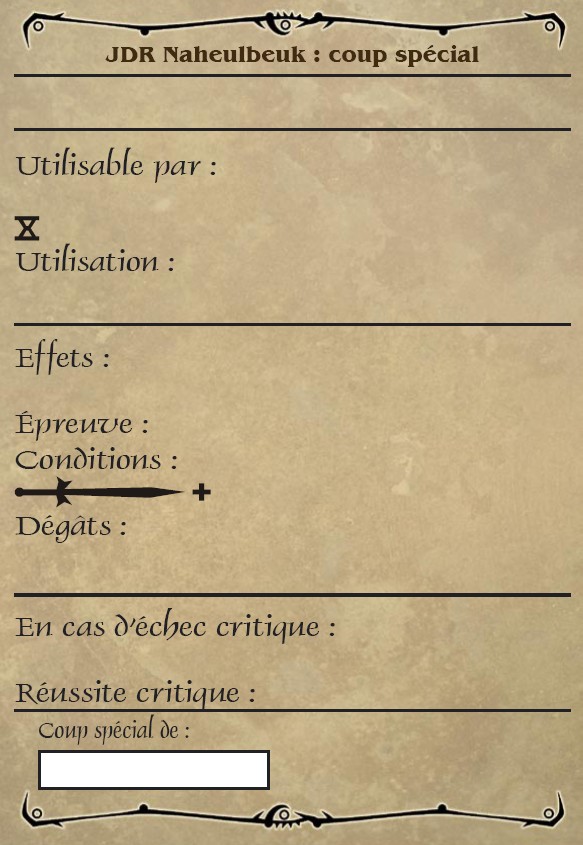 JDR Naheulbeuk : coup spécial
Utilisable par :
Utilisation :
Effets :
Épreuve :
Conditions :
+
Dégâts :
En cas d'échec critique :
Réussite critique :
Coup spécial de :